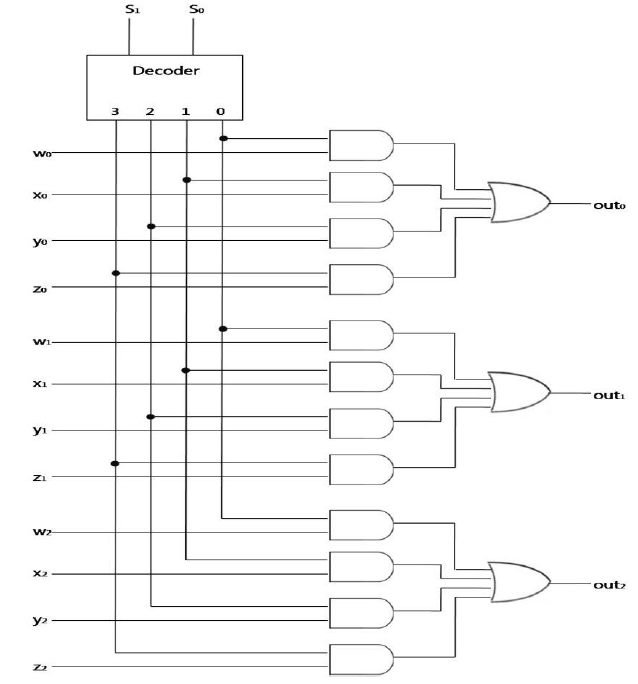 S₁ S₀
Decoder
3 2 1 0
w₀
x₀
out₀
y₀
z₀
w₁
x₁
out₁
y₁
z₁
w₂
x₂
out₂
y₂
z₂